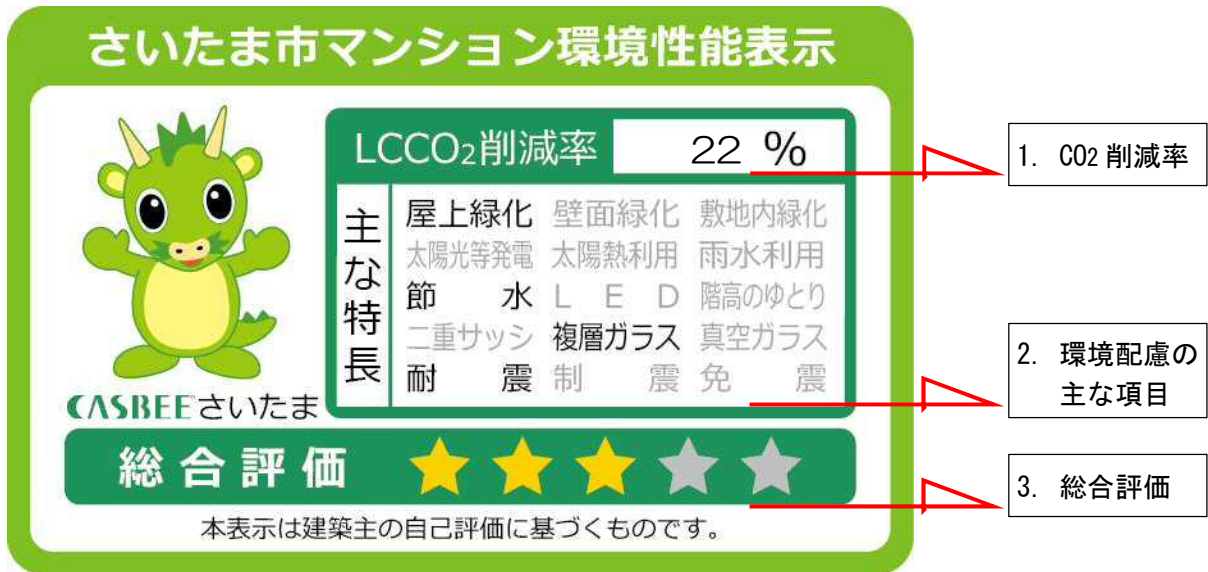 さいたま市マンション環境性能表示
LCCO2削減率 22 %
主な特長
屋上緑化 壁面緑化 敷地内緑化
太陽光等発電 太陽熱利用 雨水利用
節水 LED 階高のゆとり
二重サッシ 複層ガラス 真空ガラス
耐震 制震 免震
CASBEEさいたま
総合評価
本表示は建築主の自己評価に基づくものです。
1. CO2 削減率
2. 環境配慮の
主な項目
3. 総合評価